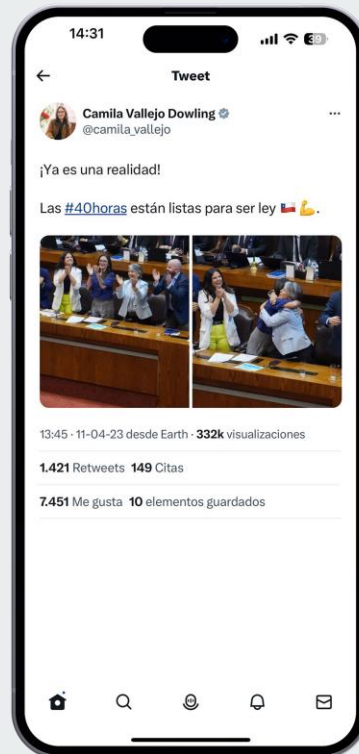 14:31
39
Tweet
Camila Vallejo Dowling
@camila_vallejo
¡Ya es una realidad!
Las #40horas están listas para ser ley 🇨🇱 💪.
13:45 · 11-04-23 desde Earth · 332k visualizaciones
1.421 Retweets 149 Citas
7.451 Me gusta 10 elementos guardados